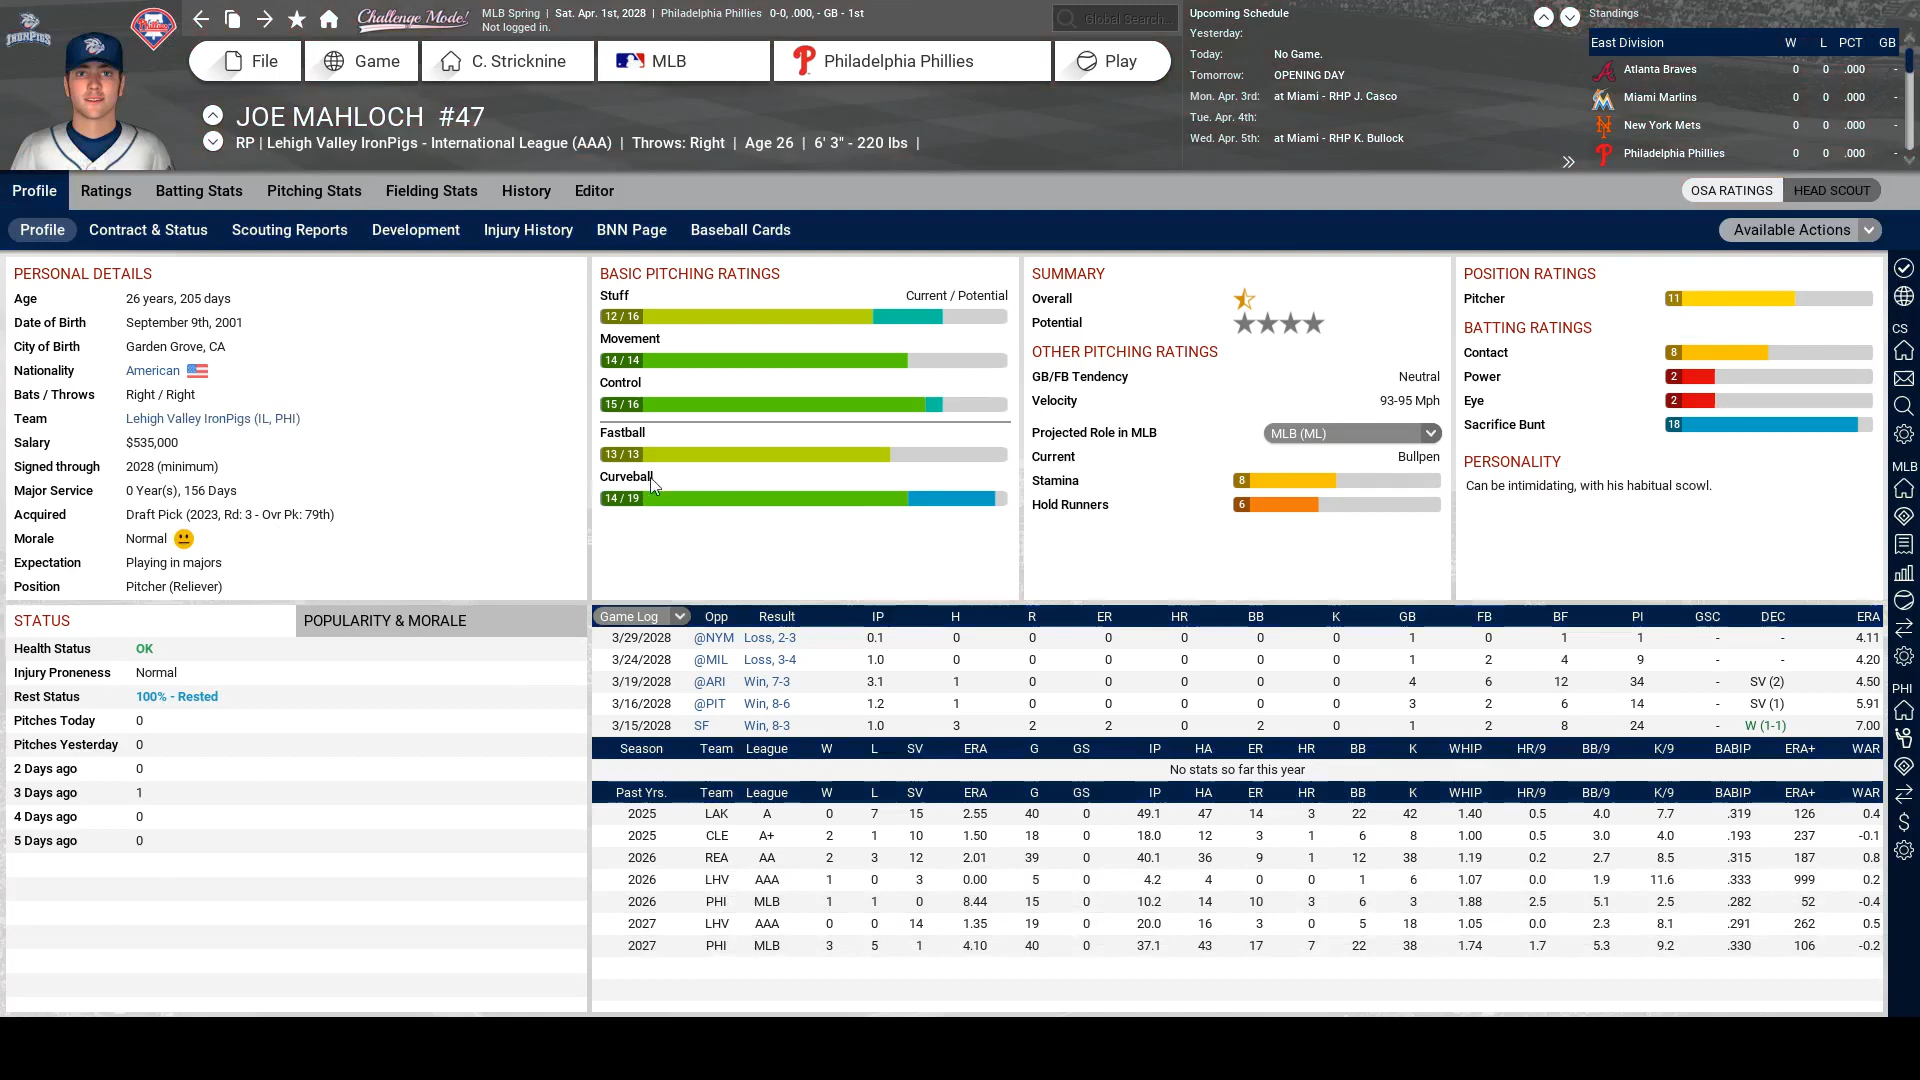 IRONPIGS
Phillies
Challenge Mode!
MLB Spring | Sat. Apr. 1st, 2028 | Philadelphia Phillies 0-0, .000, - GB - 1st
Not logged in.
Global Search...
File
Game
C. Stricknine
MLB
Philadelphia Phillies
Play
JOE MAHLOCH #47
RP | Lehigh Valley IronPigs - International League (AAA) | Throws: Right | Age 26 | 6' 3" - 220 lbs |
Upcoming Schedule
Yesterday:
Today: No Game.
Tomorrow: OPENING DAY
Mon. Apr. 3rd: at Miami - RHP J. Casco
Tue. Apr. 4th:
Wed. Apr. 5th: at Miami - RHP K. Bullock
Standings
East Division W L PCT GB
Atlanta Braves 0 0 .000 -
Miami Marlins 0 0 .000 -
New York Mets 0 0 .000 -
Philadelphia Phillies 0 0 .000 -
Profile Ratings Batting Stats Pitching Stats Fielding Stats History Editor
OSA RATINGS HEAD SCOUT
Profile Contract & Status Scouting Reports Development Injury History BNN Page Baseball Cards
Available Actions
PERSONAL DETAILS
Age 26 years, 205 days
Date of Birth September 9th, 2001
City of Birth Garden Grove, CA
Nationality American
Bats / Throws Right / Right
Team Lehigh Valley IronPigs (IL, PHI)
Salary $535,000
Signed through 2028 (minimum)
Major Service 0 Year(s), 156 Days
Acquired Draft Pick (2023, Rd: 3 - Ovr Pk: 79th)
Morale Normal
Expectation Playing in majors
Position Pitcher (Reliever)
BASIC PITCHING RATINGS
Stuff Current / Potential
12 / 16
Movement
14 / 14
Control
15 / 16
Fastball
13 / 13
Curveball
14 / 19
SUMMARY
Overall
Potential
OTHER PITCHING RATINGS
GB/FB Tendency Neutral
Velocity 93-95 Mph
Projected Role in MLB MLB (ML)
Current Bullpen
Stamina 8
Hold Runners 6
POSITION RATINGS
Pitcher 11
BATTING RATINGS
Contact 8
Power 2
Eye 2
Sacrifice Bunt 18
PERSONALITY
Can be intimidating, with his habitual scowl.
CS
MLB
PHI
STATUS POPULARITY & MORALE
Health Status OK
Injury Proneness Normal
Rest Status 100% - Rested
Pitches Today 0
Pitches Yesterday 0
2 Days ago 0
3 Days ago 1
4 Days ago 0
5 Days ago 0
Game Log Opp Result IP H R ER HR BB K GB FB BF PI GSC DEC ERA
3/29/2028 @NYM Loss, 2-3 0.1 0 0 0 0 0 0 1 0 1 1 - - 4.11
3/24/2028 @MIL Loss, 3-4 1.0 0 0 0 0 0 0 1 2 4 9 - - 4.20
3/19/2028 @ARI Win, 7-3 3.1 1 0 0 0 0 0 4 6 12 34 - SV (2) 4.50
3/16/2028 @PIT Win, 8-6 1.2 1 0 0 0 0 0 3 2 6 14 - SV (1) 5.91
3/15/2028 SF Win, 8-3 1.0 3 2 2 0 2 0 1 2 8 24 - W (1-1) 7.00
Season Team League W L SV ERA G GS IP HA ER HR BB K WHIP HR/9 BB/9 K/9 BABIP ERA+ WAR
No stats so far this year
Past Yrs. Team League W L SV ERA G GS IP HA ER HR BB K WHIP HR/9 BB/9 K/9 BABIP ERA+ WAR
2025 LAK A 0 7 15 2.55 40 0 49.1 47 14 3 22 42 1.40 0.5 4.0 7.7 .319 126 0.4
2025 CLE A+ 2 1 10 1.50 18 0 18.0 12 3 1 6 8 1.00 0.5 3.0 4.0 .193 237 -0.1
2026 REA AA 2 3 12 2.01 39 0 40.1 36 9 1 12 38 1.19 0.2 2.7 8.5 .315 187 0.8
2026 LHV AAA 1 0 3 0.00 5 0 4.2 4 0 0 1 6 1.07 0.0 1.9 11.6 .333 999 0.2
2026 PHI MLB 1 1 0 8.44 15 0 10.2 14 10 3 6 3 1.88 2.5 5.1 2.5 .282 52 -0.4
2027 LHV AAA 0 0 14 1.35 19 0 20.0 16 3 0 5 18 1.05 0.0 2.3 8.1 .291 262 0.5
2027 PHI MLB 3 5 1 4.10 40 0 37.1 43 17 7 22 38 1.74 1.7 5.3 9.2 .330 106 -0.2